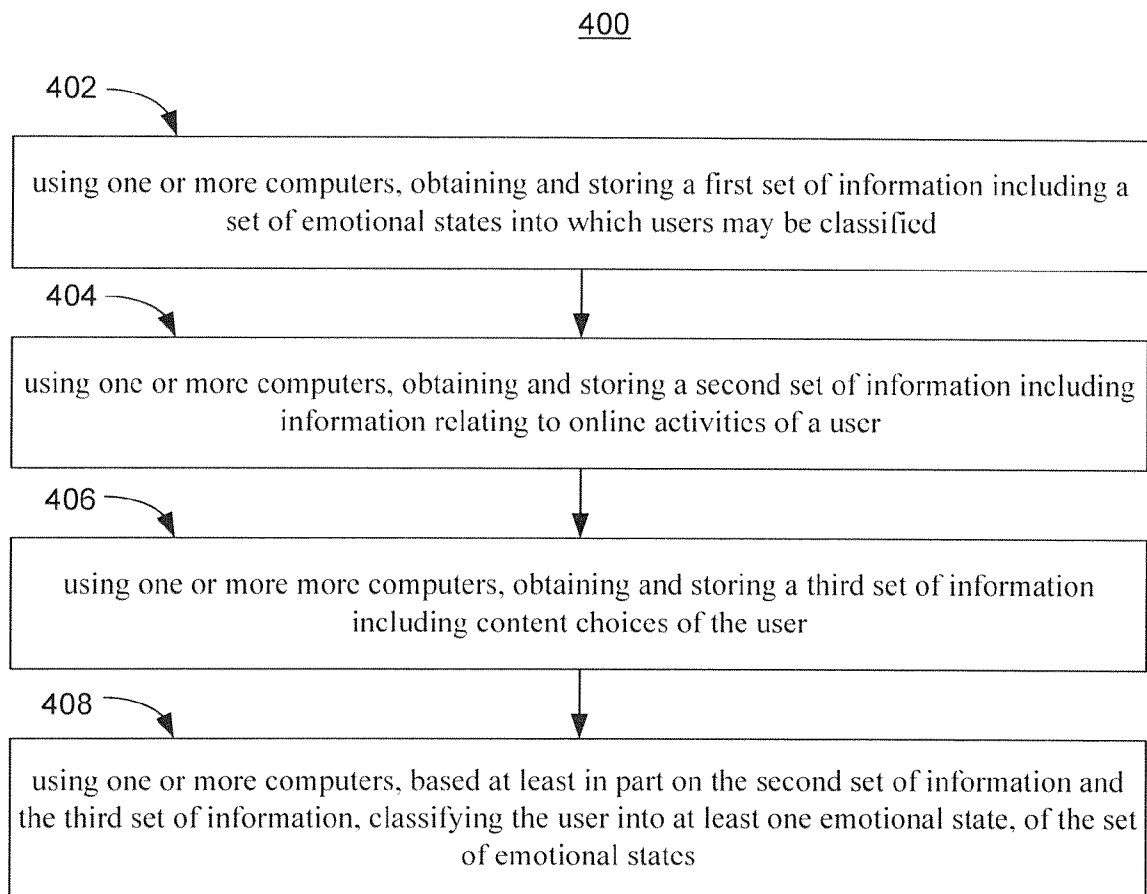 400
402
using one or more computers, obtaining and storing a first set of information including a
set of emotional states into which users may be classified
404
using one or more computers, obtaining and storing a second set of information including
information relating to online activities of a user
406
using one or more more computers, obtaining and storing a third set of information
including content choices of the user
408
using one or more computers, based at least in part on the second set of information and
the third set of information, classifying the user into at least one emotional state, of the set
of emotional states